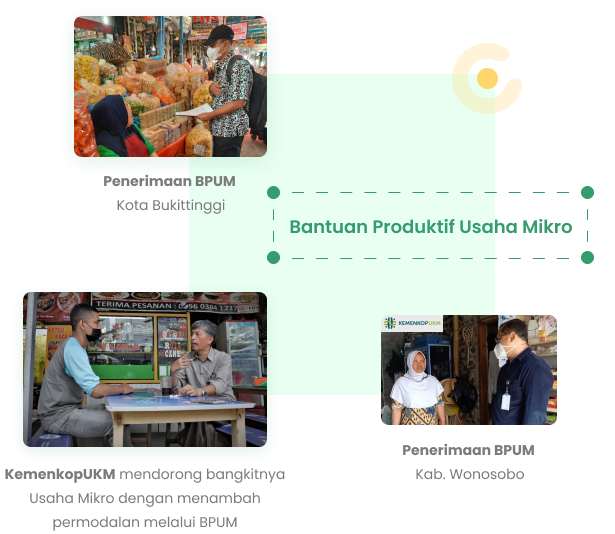 Penerimaan BPUM
Kota Bukittinggi
Bantuan Produktif Usaha Mikro
TERIMA PESANAN :
KEMENKOPUKM
KemenkopUKM mendorong bangkitnya
Usaha Mikro dengan menambah
permodalan melalui BPUM
Penerimaan BPUM
Kab. Wonosobo